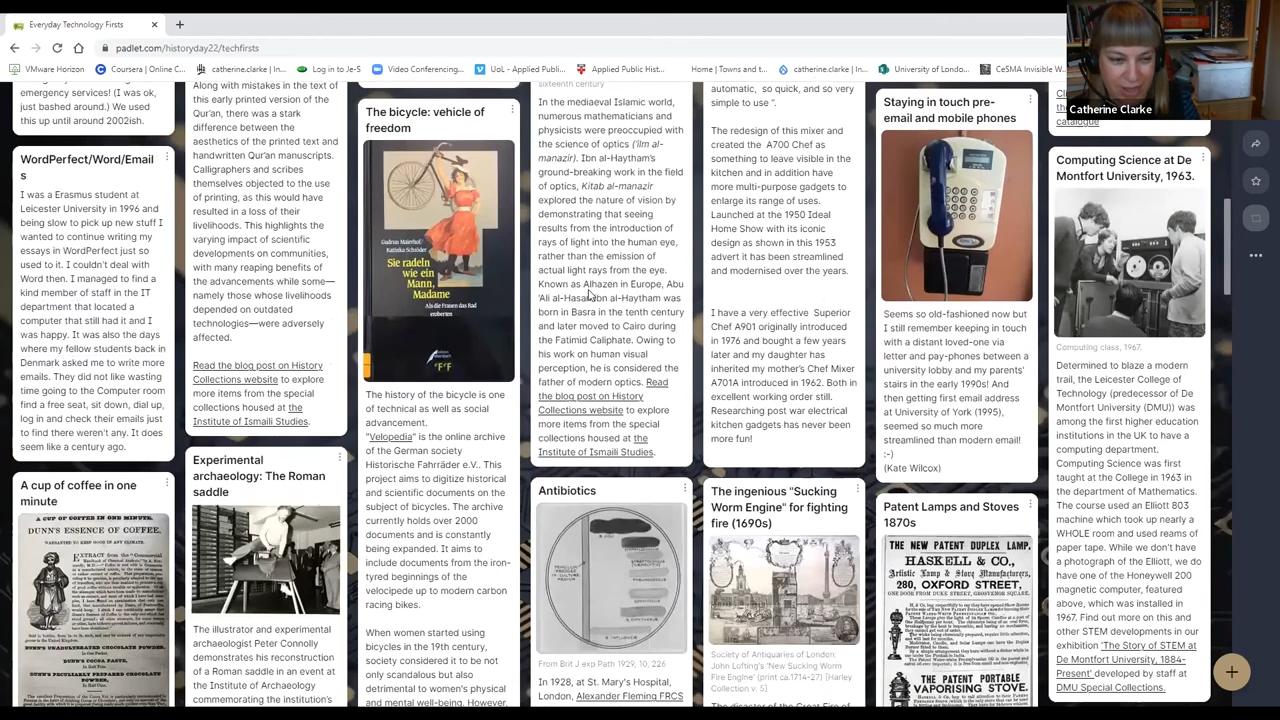 Everyday Technology Firsts
padlet.com/historyday22/techfirsts
VMware Horizon
Coursera | Online C...
catherine.clarke | In...
Log in to Je-S
Video Conferencing...
UoL - Applied Publi...
Applied Public Hist...
Home | Towns and t...
catherine.clarke | In...
University of London...
CeSMA Invisible W...
Catherine Clarke
emergency services! (I was ok,
just bashed around.) We used
this up until around 2002ish.
WordPerfect/Word/Email
s
I was a Erasmus student at
Leicester University in 1996 and
being slow to pick up new stuff I
wanted to continue writing my
essays in WordPerfect just so
used to it. I couldn't deal with
Word then. I managed to find a
kind member of staff in the IT
department that located a
computer that still had it and I
was happy. It was also the days
where my fellow students back in
Denmark asked me to write more
emails. They did not like wasting
time going to the Computer room
find a free seat, sit down, dial up,
log in and check their emails just
to find there weren't any. It does
seem like a century ago.
A cup of coffee in one
minute
A CUP OF COFFEE IN ONE MINUTE.
DUNN'S ESSENCE OF COFFEE,
WARRANTED TO KEEP GOOD IN ANY CLIMATE.
Along with mistakes in the text of
this early printed version of the
Qur'an, there was a stark
difference between the
aesthetics of the printed text and
handwritten Qur'an manuscripts.
Calligraphers and scribes
themselves objected to the use
of printing, as this would have
resulted in a loss of their
livelihoods. This highlights the
varying impact of scientific
developments on communities,
with many reaping benefits of
the advancements while some—
namely those whose livelihoods
depended on outdated
technologies—were adversely
affected.
Read the blog post on History
Collections website to explore
more items from the special
collections housed at the
Institute of Ismaili Studies.
Experimental
archaeology: The Roman
saddle
The illustrator and experimental
archaeologist Peter Connolly
demonstrates his reconstruction
of a Roman saddle in an event at
the Institute of Archaeology
commemorating the institution's
The bicycle: vehicle of
freedom
Gudrun Maierhof
Katinka Schröder
Sie radeln
wie ein
Mann,
Madame
Als die Frauen das Rad
eroberten
The history of the bicycle is one
of technical as well as social
advancement.
"Velopedia" is the online archive
of the German society
Historische Fahrräder e.V.. This
project aims to digitize historical
and scientific documents on the
subject of bicycles. The archive
currently holds over 2000
documents and is constantly
being expanded. It aims to
include documents from the iron-
tyred beginnings of the
velocipede up to modern carbon
racing bikes.
When women started using
bicycles in the 19th century,
society considered it to be not
only scandalous but also
detrimental to women's physical
and mental well-being. However,
sixteenth century
In the mediaeval Islamic world,
numerous mathematicians and
physicists were preoccupied with
the science of optics ('ilm al-
manazir). Ibn al-Haytham's
ground-breaking work in the field
of optics, Kitab al-manazir
explored the nature of vision by
demonstrating that seeing
results from the introduction of
rays of light into the human eye,
rather than the emission of
actual light rays from the eye.
Known as Alhazen in Europe, Abu
'Ali al-Hasan ibn al-Haytham was
born in Basra in the tenth century
and later moved to Cairo during
the Fatimid Caliphate. Owing to
his work on human visual
perception, he is considered the
father of modern optics. Read
the blog post on History
Collections website to explore
more items from the special
collections housed at the
Institute of Ismaili Studies.
Antibiotics
From Brit J exp Path 1929, 10, 226
In 1928, at St. Mary's Hospital,
London, Alexander Fleming FRCS
automatic, so quick, and so very
simple to use ".
The redesign of this mixer and
created the A700 Chef as
something to leave visible in the
kitchen and in addition have
more multi-purpose gadgets to
enlarge its range of uses.
Launched at the 1950 Ideal
Home Show with its iconic
design as shown in this 1953
advert it has been streamlined
and modernised over the years.
I have a very effective Superior
Chef A901 originally introduced
in 1976 and bought a few years
later and my daughter has
inherited my mother's Chef Mixer
A701A introduced in 1962. Both in
excellent working order still.
Researching post war electrical
kitchen gadgets has never been
more fun!
The ingenious "Sucking
Worm Engine" for fighting
fire (1690s)
Society of Antiquaries of London:
John Lofting's 'New Sucking Worm
Fire Engine' (print ca.1714-27) [Harley
Collection v. 5]
The disaster of the Great Fire of
Staying in touch pre-
email and mobile phones
Seems so old-fashioned now but
I still remember keeping in touch
with a distant loved-one via
letter and pay-phones between a
university lobby and my parents'
stairs in the early 1990s! And
then getting first email address
at University of York (1995),
seemed so much more
streamlined than modern email!
:-)
(Kate Wilcox)
Patent Lamps and Stoves
1870s
THE NEW PATENT DUPLEX LAMP.
HASKELL & CO.,
Artistic Lamp & Stove Manufacturers,
280, OXFORD STREET,
ONE DOOR FROM DUKE STREET, GROSVENOR SQUARE.
THE PATENT PORTABLE
VAPORISING STOVE.
catalogue
Computing Science at De
Montfort University, 1963.
Computing class, 1967.
Determined to blaze a modern
trail, the Leicester College of
Technology (predecessor of De
Montfort University (DMU)) was
among the first higher education
institutions in the UK to have a
computing department.
Computing Science was first
taught at the College in 1963 in
the department of Mathematics.
The course used an Elliott 803
machine which took up nearly a
WHOLE room and used reams of
paper tape. While we don't have
a photograph of the Elliott, we do
have one of the Honeywell 200
magnetic computer, featured
above, which was installed in
1967. Find out more on this and
other STEM developments in our
exhibition 'The Story of STEM at
De Montfort University, 1884-
Present' developed by staff at
DMU Special Collections.